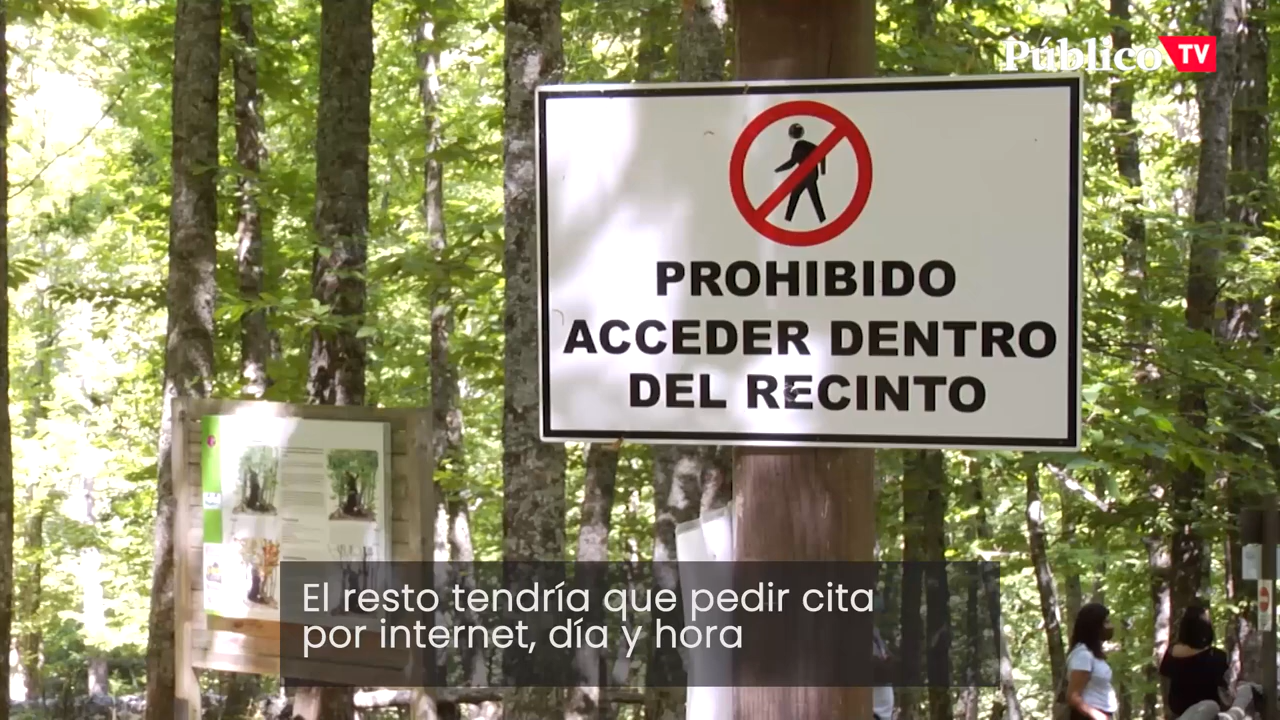 Público TV
PROHIBIDO
ACCEDER DENTRO
DEL RECINTO
El resto tendría que pedir cita
por internet, día y hora